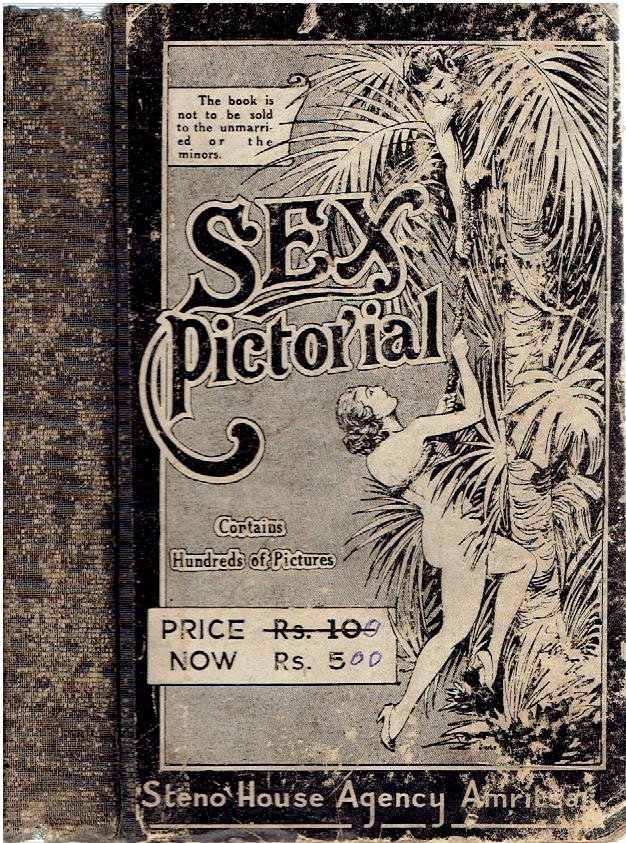 The book is
not to be sold
to the unmarri-
ed or the
minors.
SEX
Pictorial
Contains
Hundreds of Pictures
PRICE Rs. 100
NOW Rs. 500
Steno House Agency Amritsar.